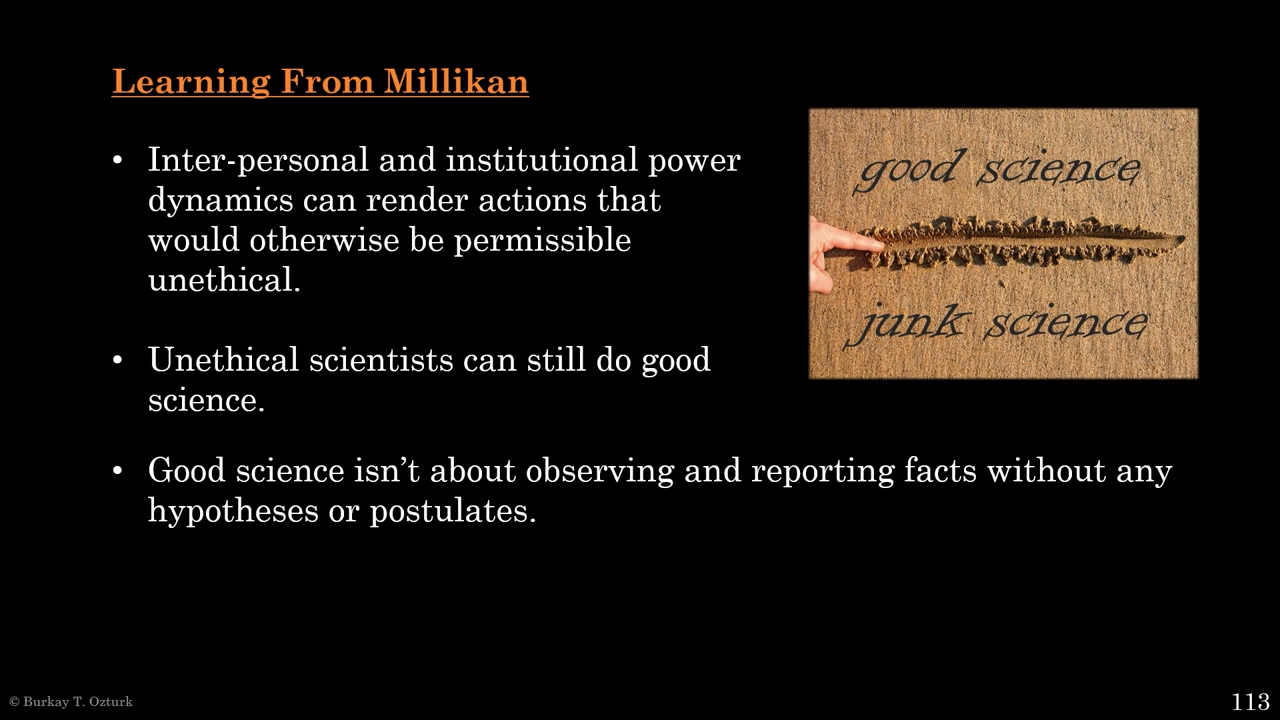 Learning From Millikan
• Inter-personal and institutional power
dynamics can render actions that
would otherwise be permissible
unethical.
• Unethical scientists can still do good
science.
• Good science isn’t about observing and reporting facts without any
hypotheses or postulates.
good science
junk science
© Burkay T. Ozturk
113